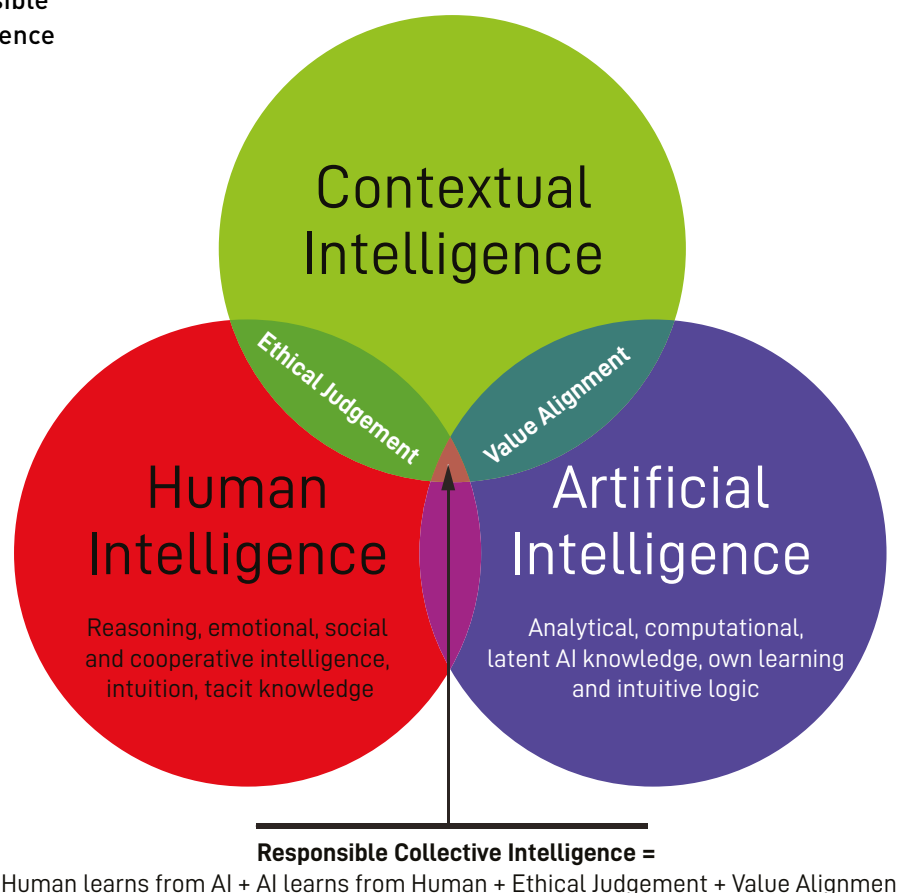 sible
ence
Contextual
Intelligence
Ethical Judgement
Value Alignment
Human
Intelligence
Reasoning, emotional, social
and cooperative intelligence,
intuition, tacit knowledge
Artificial
Intelligence
Analytical, computational,
latent AI knowledge, own learning
and intuitive logic
Responsible Collective Intelligence =
Human learns from AI + AI learns from Human + Ethical Judgement + Value Alignmen